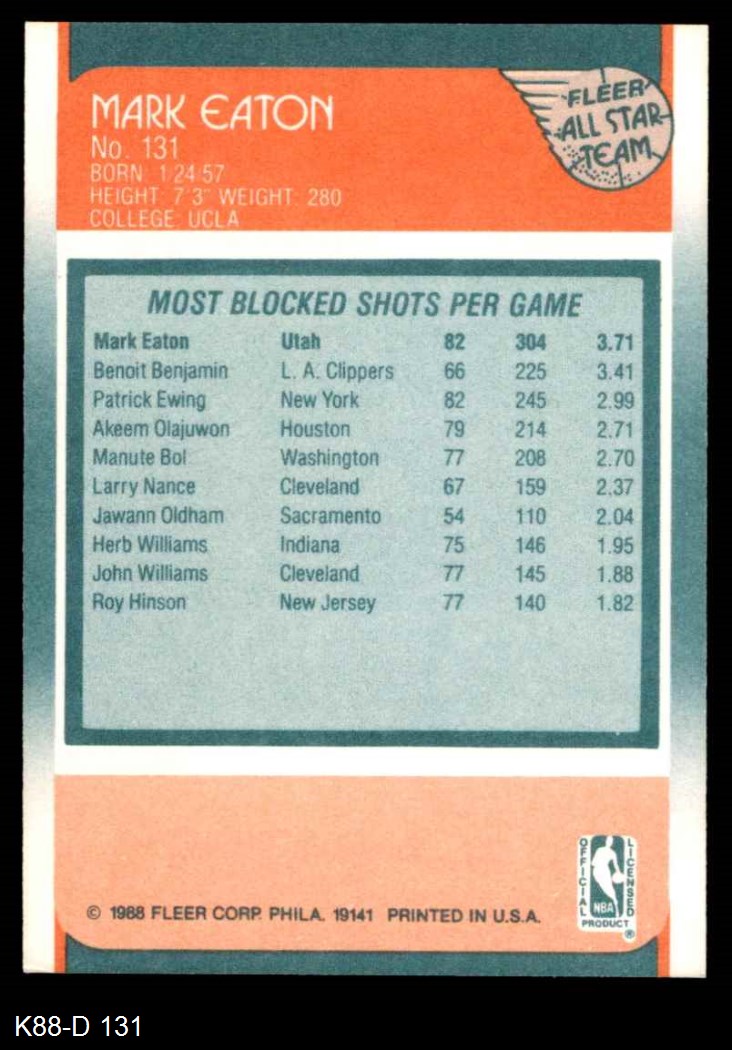 MARK EATON
No. 131
BORN 1 24 57
HEIGHT 7'3" WEIGHT 280
COLLEGE UCLA
FLEER
ALL STAR
TEAM
MOST BLOCKED SHOTS PER GAME
Mark Eaton Utah 82 304 3.71
Benoit Benjamin L. A. Clippers 66 225 3.41
Patrick Ewing New York 82 245 2.99
Akeem Olajuwon Houston 79 214 2.71
Manute Bol Washington 77 208 2.70
Larry Nance Cleveland 67 159 2.37
Jawann Oldham Sacramento 54 110 2.04
Herb Williams Indiana 75 146 1.95
John Williams Cleveland 77 145 1.88
Roy Hinson New Jersey 77 140 1.82
OFFICIAL
LICENSED
NBA
PRODUCT
®
© 1988 FLEER CORP. PHILA. 19141 PRINTED IN U.S.A.
K88-D 131